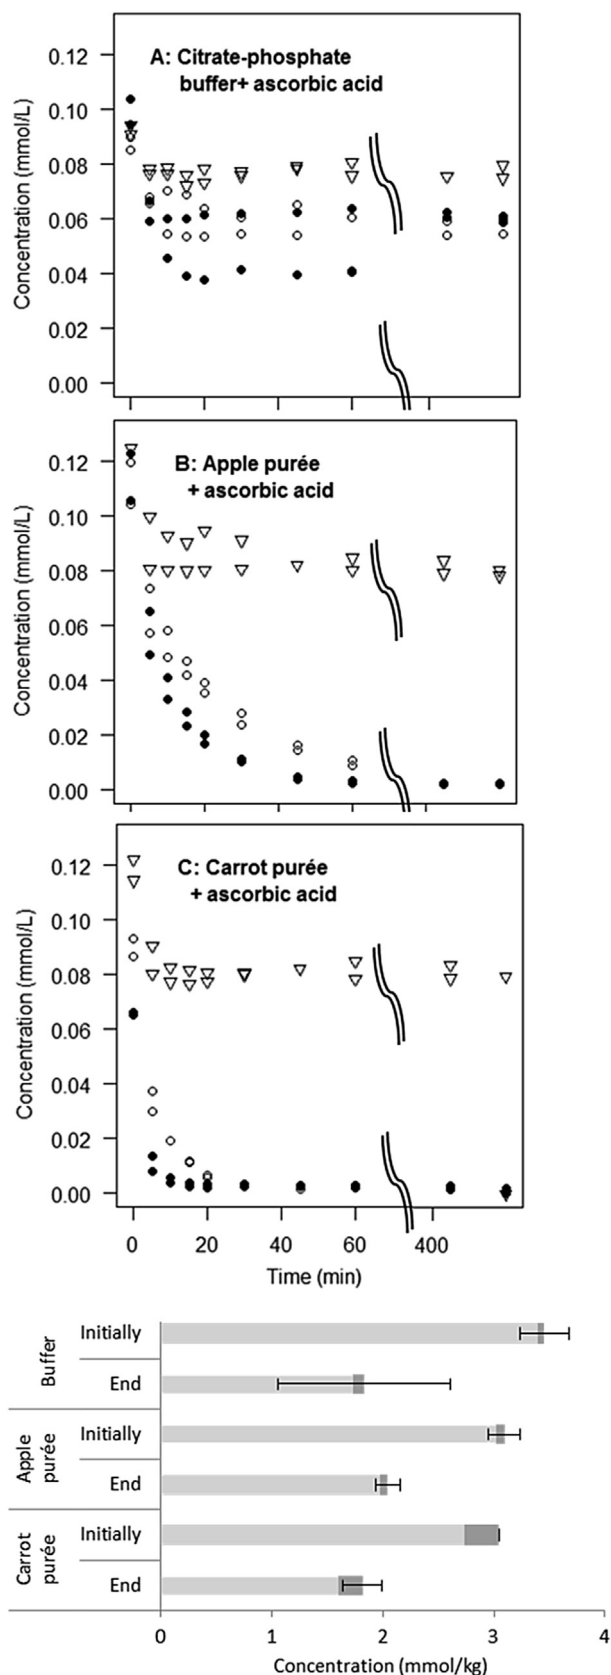 A: Citrate-phosphate
buffer+ ascorbic acid
Concentration (mmol/L)
0.12
0.10
0.08
0.06
0.04
0.02
0.00
B: Apple purée
+ ascorbic acid
Concentration (mmol/L)
0.12
0.10
0.08
0.06
0.04
0.02
0.00
C: Carrot purée
+ ascorbic acid
Concentration (mmol/L)
0.12
0.10
0.08
0.06
0.04
0.02
0.00
0 20 40 60 400
Time (min)
Buffer
Initially
End
Apple
purée
Initially
End
Carrot
purée
Initially
End
0 1 2 3 4
Concentration (mmol/kg)